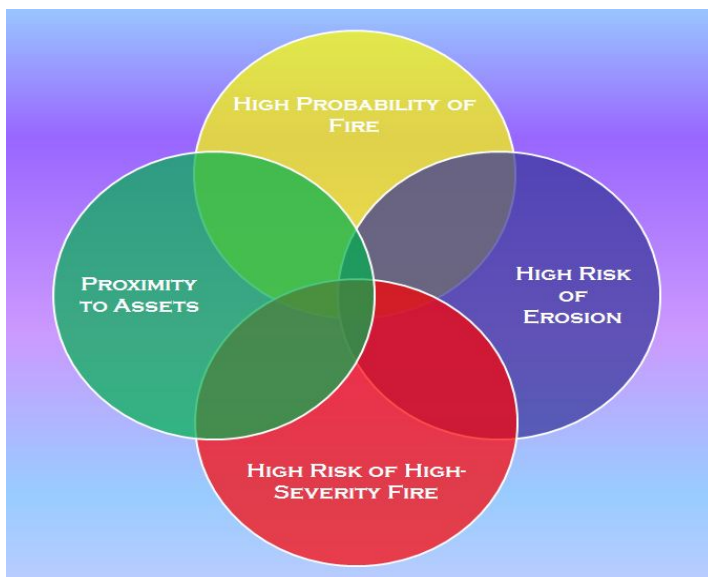 High Probability of
Fire
Proximity
to Assets
High Risk
of
Erosion
High Risk of High-
Severity Fire